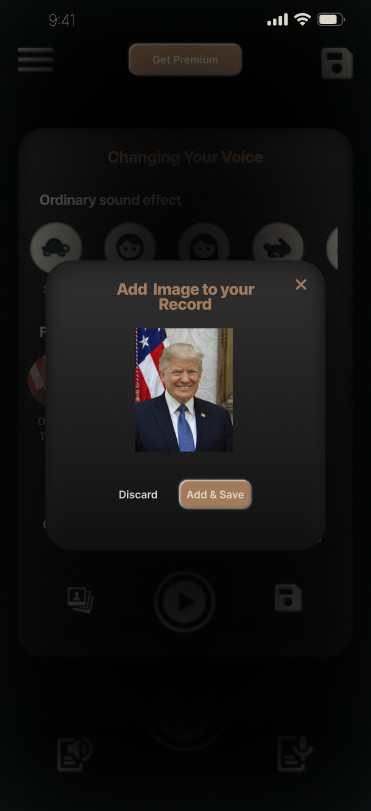 9:41
Get Premium
Changing Your Voice
Ordinary sound effect
Add Image to your
Record
Discard
Add & Save